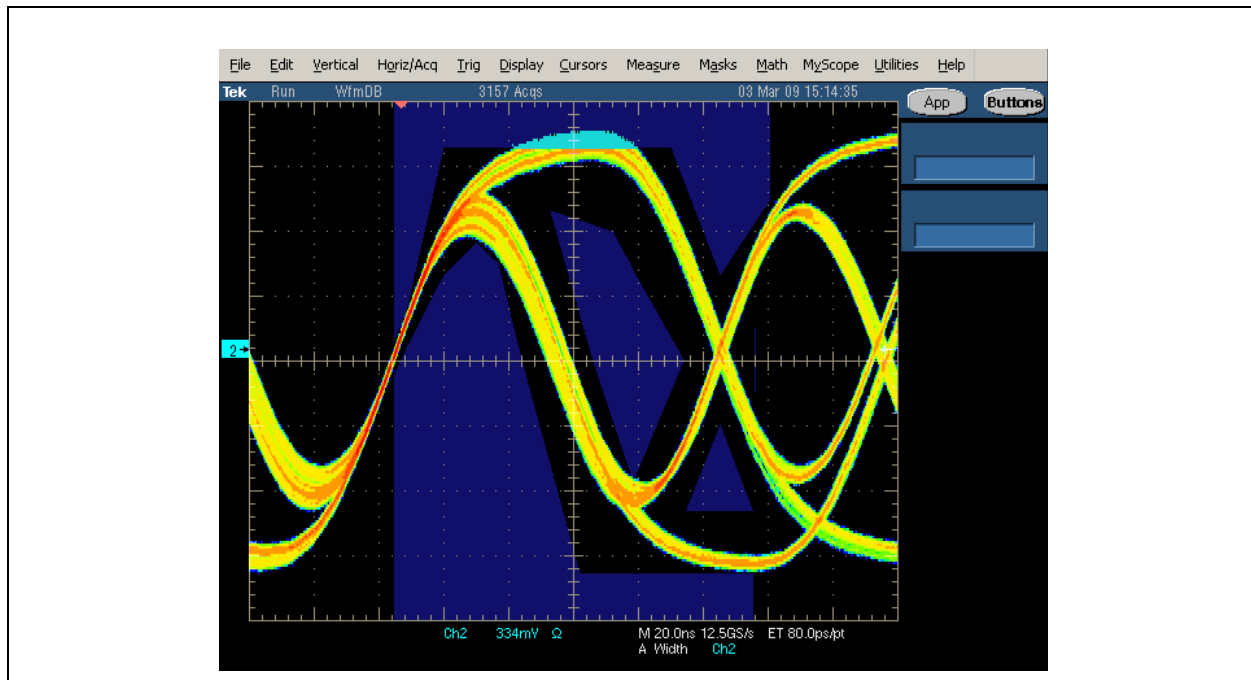 File Edit Vertical Horiz/Acq Trig Display Cursors Measure Masks Math MyScope Utilities Help
Tek Run WfmDB 3157 Acqs 03 Mar 09 15:14:35 App Buttons
2
Ch2 334mV Ω M 20.0ns 12.5GS/s ET 80.0ps/pt
A Width Ch2